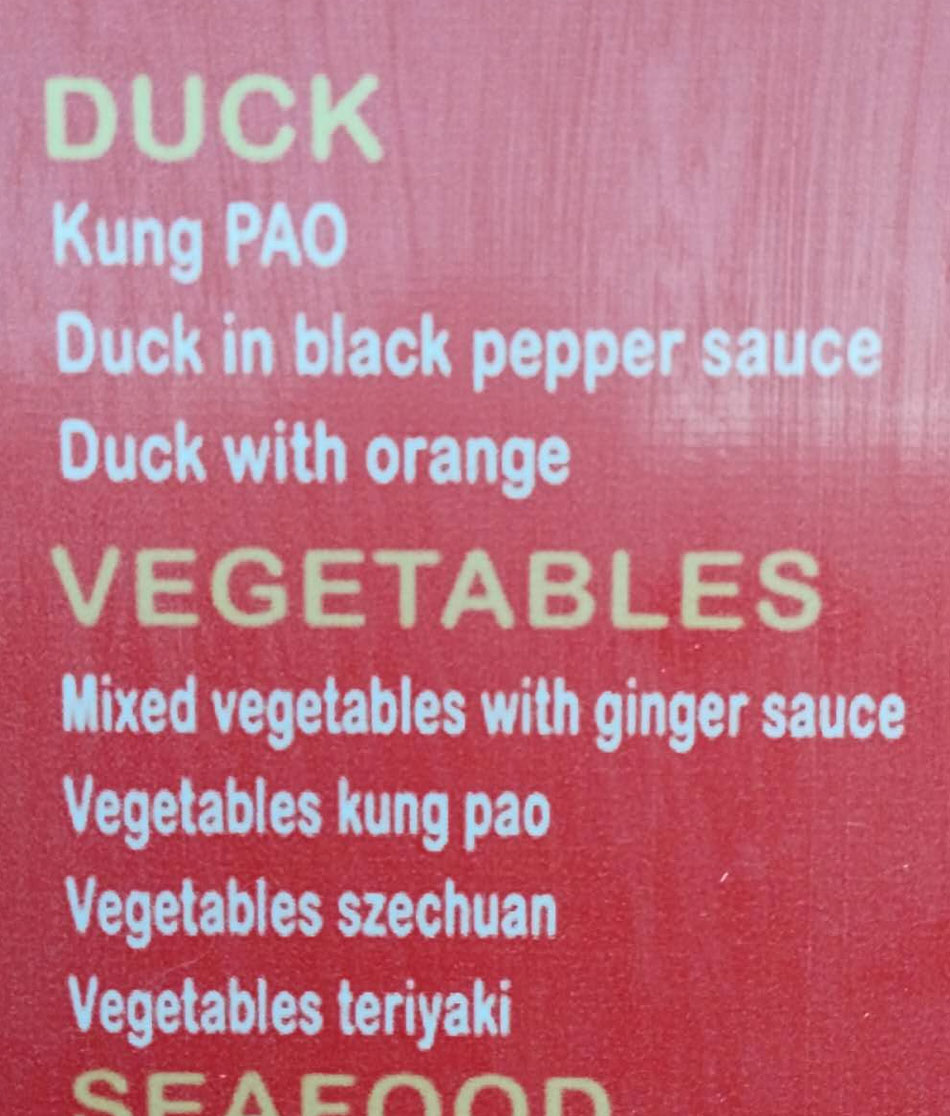 DUCK
Kung PAO
Duck in black pepper sauce
Duck with orange
VEGETABLES
Mixed vegetables with ginger sauce
Vegetables kung pao
Vegetables szechuan
Vegetables teriyaki
SEAFOOD